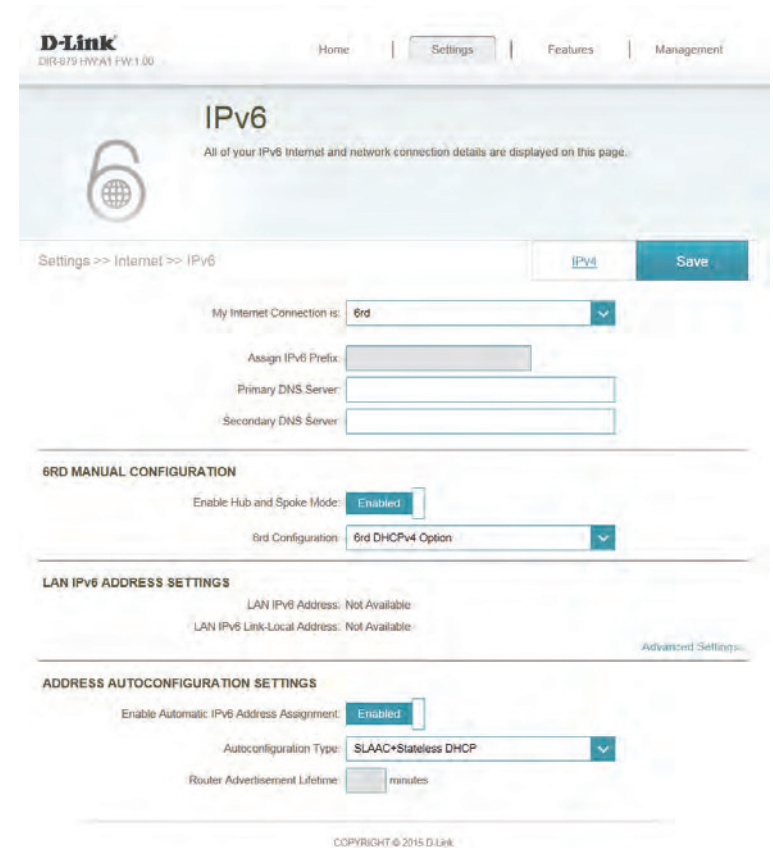 D-Link
DIR-879 HW:A1 FW:1.00
Home | Settings | Features | Management
IPv6
All of your IPv6 Internet and network connection details are displayed on this page.
Settings >> Internet >> IPv6
IPv4
Save
My Internet Connection is: 6rd
Assign IPv6 Prefix:
Primary DNS Server:
Secondary DNS Server:
6RD MANUAL CONFIGURATION
Enable Hub and Spoke Mode: Enabled
6rd Configuration: 6rd DHCPv4 Option
LAN IPv6 ADDRESS SETTINGS
LAN IPv6 Address: Not Available
LAN IPv6 Link-Local Address: Not Available
Advanced Settings...
ADDRESS AUTOCONFIGURATION SETTINGS
Enable Automatic IPv6 Address Assignment: Enabled
Autoconfiguration Type: SLAAC+Stateless DHCP
Router Advertisement Lifetime: minutes
COPYRIGHT © 2015 D-Link